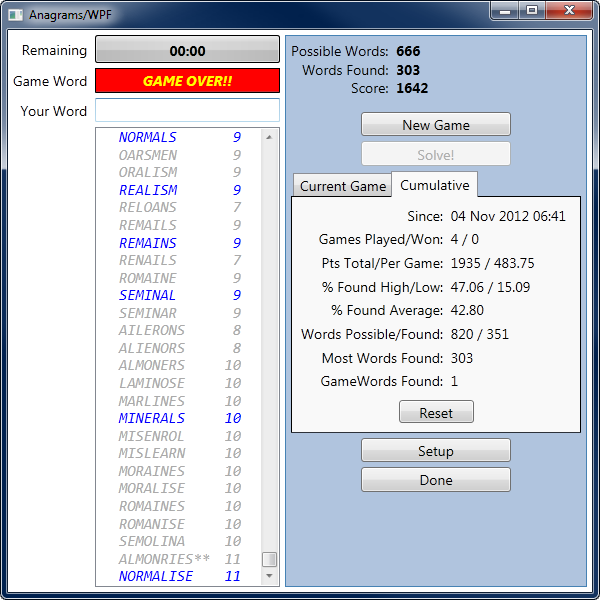 Anagrams/WPF
Remaining 00:00
Game Word GAME OVER!!
Your Word
NORMALS 9
OARSMEN 9
ORALISM 9
REALISM 9
RELOANS 7
REMAILS 9
REMAINS 9
RENAILS 7
ROMAINE 9
SEMINAL 9
SEMINAR 9
AILERONS 8
ALIENORS 8
ALMONERS 10
LAMINOSE 10
MARLINES 10
MINERALS 10
MISENROL 10
MISLEARN 10
MORAINES 10
MORALISE 10
ROMAINES 10
ROMANISE 10
SEMOLINA 10
ALMONRIES** 11
NORMALISE 11
Possible Words: 666
Words Found: 303
Score: 1642
New Game
Solve!
Current Game Cumulative
Since: 04 Nov 2012 06:41
Games Played/Won: 4 / 0
Pts Total/Per Game: 1935 / 483.75
% Found High/Low: 47.06 / 15.09
% Found Average: 42.80
Words Possible/Found: 820 / 351
Most Words Found: 303
GameWords Found: 1
Reset
Setup
Done